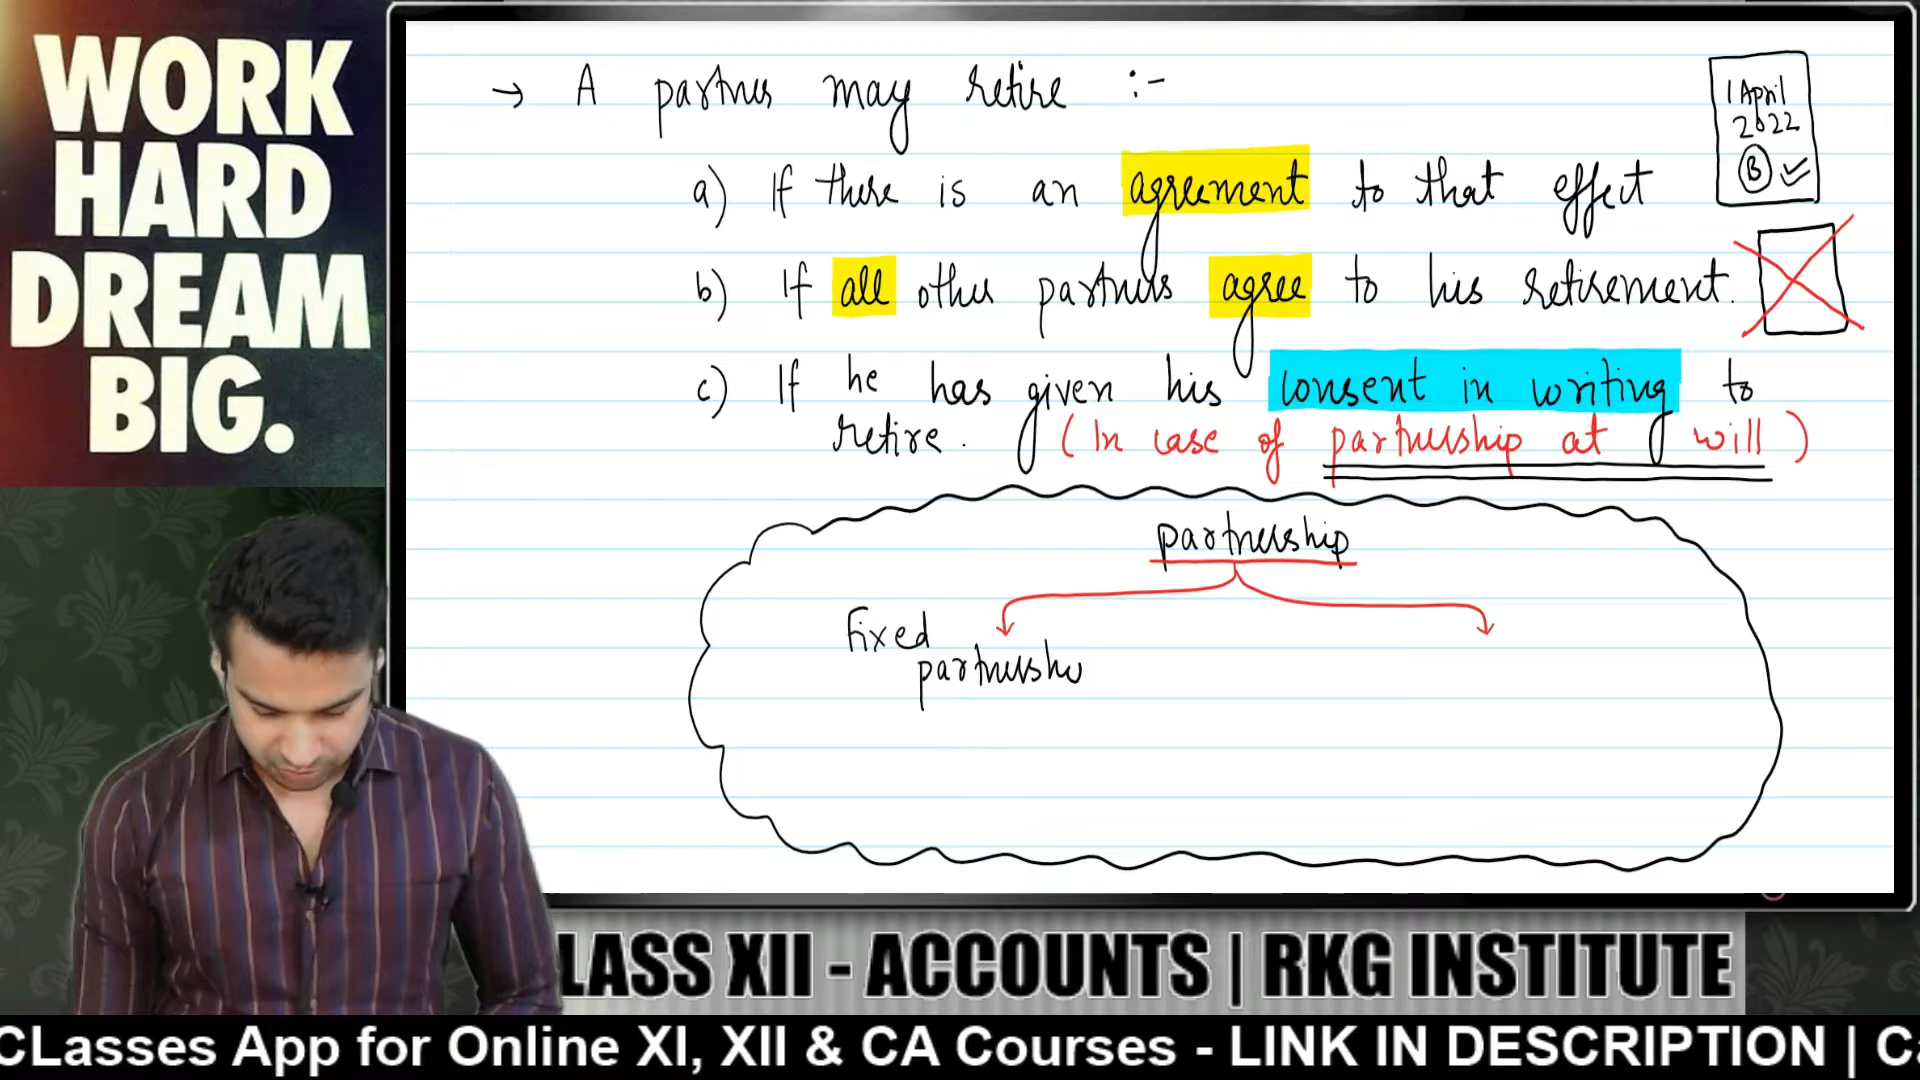 WORK
HARD
DREAM
BIG.
→ A partner may retire :-
a) If there is an agreement to that effect
1 April
2022
B
b) If all other partners agree to his retirement.
c) If he has given his consent in writing to
retire. (In case of partnership at will)
partnership
Fixed
partnershi
LASS XII - ACCOUNTS | RKG INSTITUTE
CLasses App for Online XI, XII & CA Courses - LINK IN DESCRIPTION | Ca